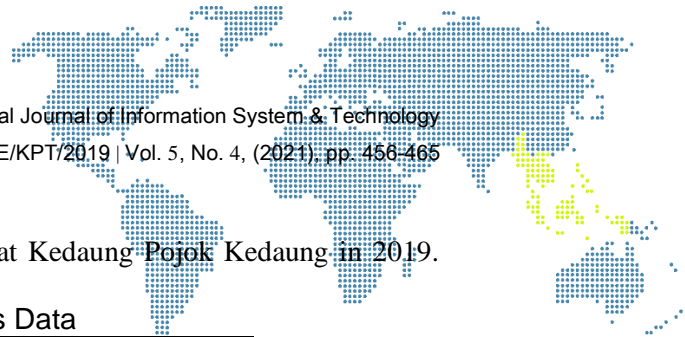 al Journal of Information System & Technology
E/KPT/2019 | Vol. 5, No. 4, (2021), pp. 456-465
at Kedaung Pojok Kedaung in 2019.
s Data